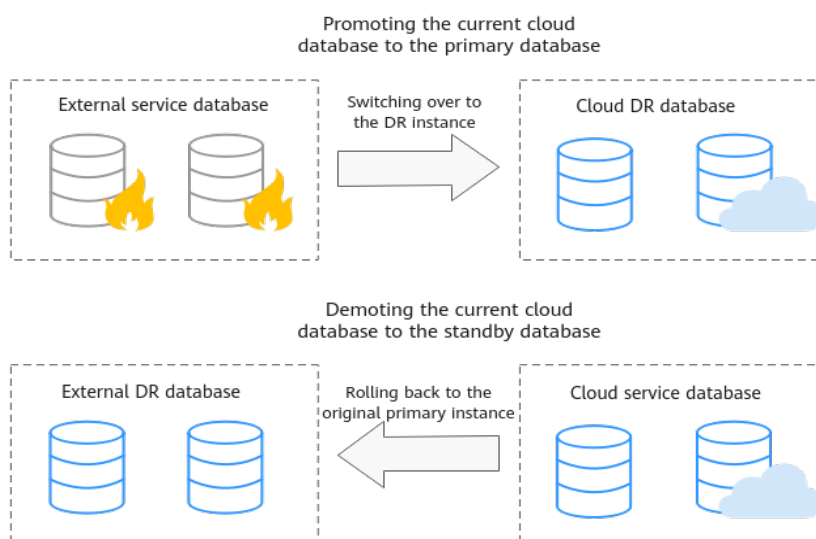 Promoting the current cloud
database to the primary database
External service database
Switching over to
the DR instance
Cloud DR database
Demoting the current cloud
database to the standby database
External DR database
Rolling back to the
original primary instance
Cloud service database